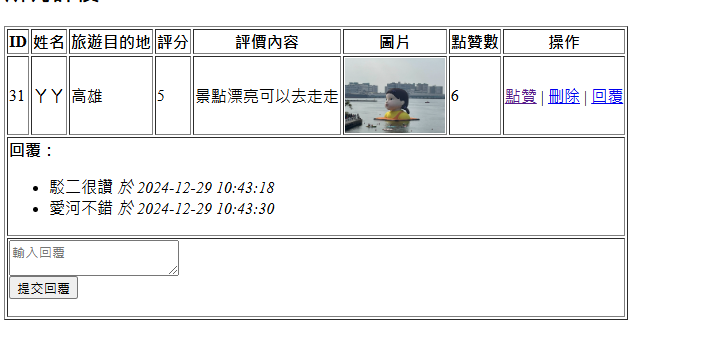 ID 姓名 旅遊目的地 評分 評價內容 圖片 點贊數 操作
31 丫丫 高雄 5 景點漂亮可以去走走 6 點贊 | 刪除 | 回覆
回覆：
• 駁二很讚 於 2024-12-29 10:43:18
• 愛河不錯 於 2024-12-29 10:43:30
輸入回覆
提交回覆